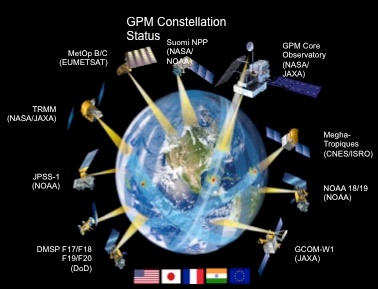 GPM Constellation
Status
Suomi NPP
(NASA/
NOAA)
MetOp B/C
(EUMETSAT)
GPM Core
Observatory
(NASA/
JAXA)
TRMM
(NASA/JAXA)
Megha-
Tropiques
(CNES/ISRO)
JPSS-1
(NOAA)
NOAA 18/19
(NOAA)
DMSP F17/F18
F19/F20
(DoD)
GCOM-W1
(JAXA)